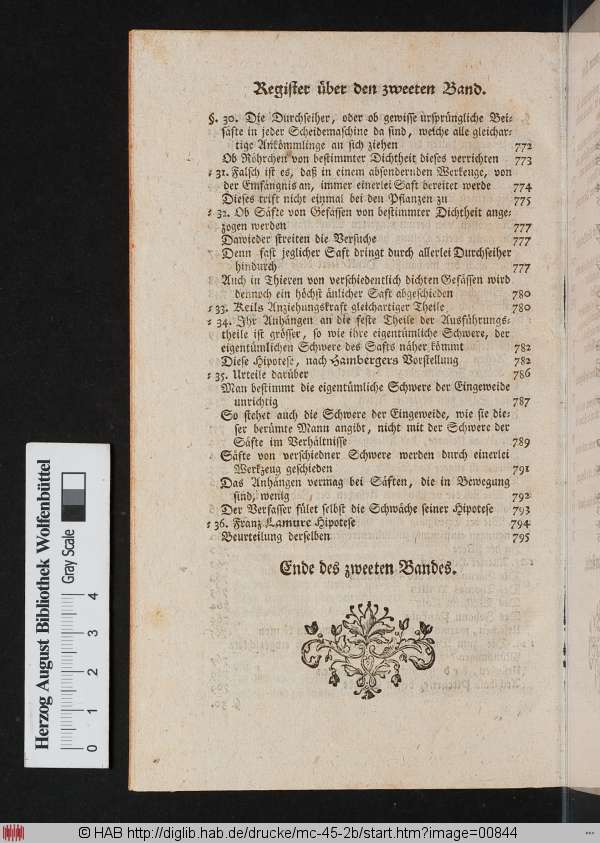 Register über den zweeten Band.
§. 30. Die Durchseiher, oder ob gewisse ursprüngliche Bei-
säfte in jeder Scheidemaschine da sind, welche alle gleichar-
tige Ankömmlinge an sich ziehen 772
Ob Röhrchen von bestimmter Dichtheit dieses verrichten 773
: 31. Falsch ist es, daß in einem absondernden Werkenge, von
der Emfängnis an, immer einerlei Saft bereitet werde 774
Dieses trift nicht einmal bei den Pflanzen zu 775
: 32. Ob Säfte von Gefässen von bestimmter Dichtheit ange-
zogen werden 777
Dawieder streiten die Versuche 777
Denn fast jeglicher Saft dringt durch allerlei Durchseiher
hindurch 777
Auch in Thieren von verschiedentlich dichten Gefässen wird
dennoch ein höchst änlicher Saft abgeschieden 780
: 33. Keils Anziehungskraft gleichartiger Theile 780
: 34. Ihr Anhängen an die feste Theile der Ausführungs-
theile ist grösser, so wie ihre eigentümliche Schwere, der
eigentümlichen Schwere des Safts näher kömmt 782
Diese Hipotese, nach Hambergers Vorstellung 782
: 35. Urteile darüber 786
Man bestimmt die eigentümliche Schwere der Eingeweide
unrichtig 787
So stehet auch die Schwere der Eingeweide, wie sie die-
ser berümte Mann angibt, nicht mit der Schwere der
Säfte im Verhältnisse 789
Säfte von verschiedner Schwere werden durch einerlei
Werkzeug geschieden 791
Das Anhängen vermag bei Säften, die in Bewegung
sind, wenig 792
Der Verfasser fület selbst die Schwäche seiner Hipotese 793
: 36. Franz Lamure Hipotese 794
Beurteilung derselben 795
Ende des zweeten Bandes.
Herzog August Bibliothek Wolfenbüttel
Gray Scale
0 1 2 3 4
© HAB http://diglib.hab.de/drucke/mc-45-2b/start.htm?image=00844